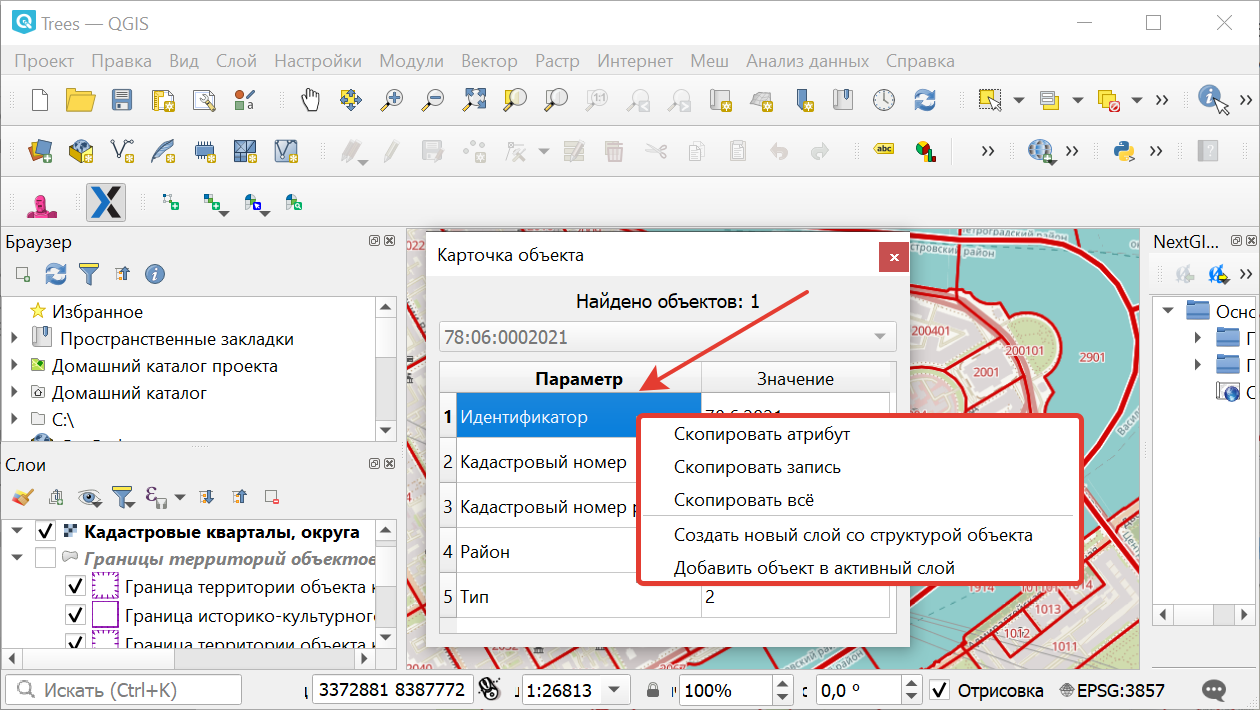 Trees — QGIS
Проект Правка Вид Слой Настройки Модули Вектор Растр Интернет Меш Анализ данных Справка
abc
Браузер
Избранное
Пространственные закладки
Домашний каталог проекта
Домашний каталог
C:\
Слои
Кадастровые кварталы, округа
Границы территорий объектов
Граница территории объекта к
Граница историко-культурног
Граница территории объекта к
Карточка объекта
Найдено объектов: 1
78:06:0002021
Параметр Значение
1 Идентификатор 78:6:2021
2 Кадастровый номер
3 Кадастровый номер р
4 Район
5 Тип 2
Скопировать атрибут
Скопировать запись
Скопировать всё
Создать новый слой со структурой объекта
Добавить объект в активный слой
200401
200101
2901
2001
1914
1013
1012
1011
2040
NextGI...
Осно
Искать (Ctrl+K)
3372881 8387772
1:26813
100%
0,0 °
Отрисовка
EPSG:3857